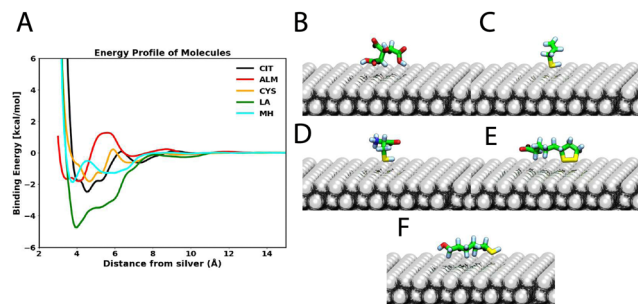 A
B
C
Energy Profile of Molecules
Binding Energy [kcal/mol]
6
4
2
0
−2
−4
−6
CIT
ALM
CYS
LA
MH
2 4 6 8 10 12 14
Distance from silver (Å)
D
E
F